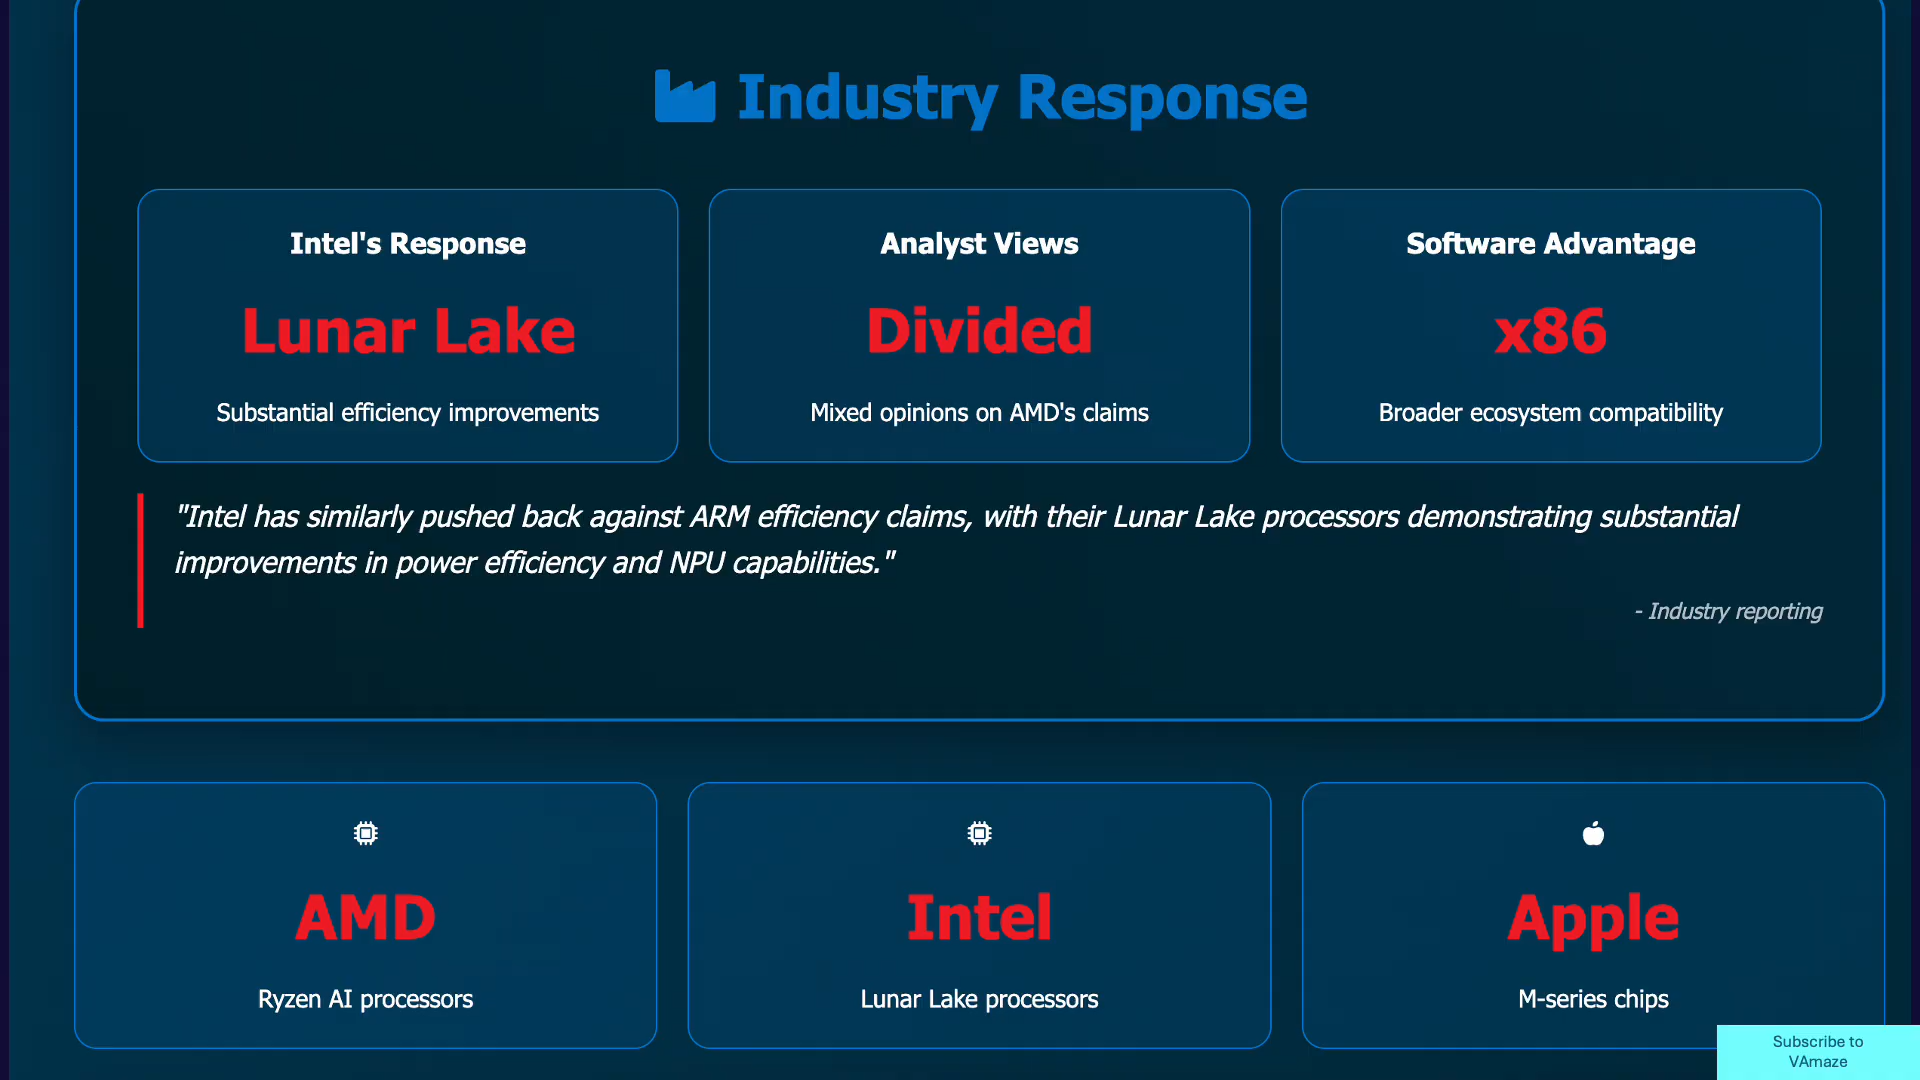 Industry Response
Intel's Response
Lunar Lake
Substantial efficiency improvements
Analyst Views
Divided
Mixed opinions on AMD's claims
Software Advantage
x86
Broader ecosystem compatibility
"Intel has similarly pushed back against ARM efficiency claims, with their Lunar Lake processors demonstrating substantial
improvements in power efficiency and NPU capabilities."
- Industry reporting
AMD
Ryzen AI processors
Intel
Lunar Lake processors
Apple
M-series chips
Subscribe to
VAmaze